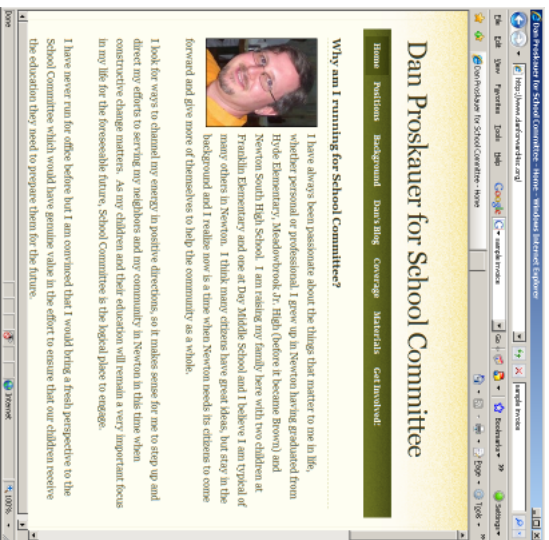 Dan Proskauer for School Committee - Home - Windows Internet Explorer
http://www.danforward4sc.org/
sample invoice
File Edit View Favorites Tools Help
Google
sample invoice
Go
Bookmarks
Settings
Dan Proskauer for School Committee - Home
Page
Tools
Dan Proskauer for School Committee
Home Positions Background Dan's Blog Coverage Materials Get Involved!
Why am I running for School Committee?
I have always been passionate about the things that matter to me in life,
whether personal or professional. I grew up in Newton having graduated from
Hyde Elementary, Meadowbrook Jr. High (before it became Brown) and
Newton South High School. I am raising my family here with two children at
Franklin Elementary and one at Day Middle School and I believe I am typical of
many others in Newton. I think many citizens have great ideas, but stay in the
background and I realize now is a time when Newton needs its citizens to come
forward and give more of themselves to help the community as a whole.
I look for ways to channel my energy in positive directions, so it makes sense for me to step up and
direct my efforts to serving my neighbors and my community in Newton in this time when
constructive change matters. As my children and their education will remain a very important focus
in my life for the foreseeable future, School Committee is the logical place to engage.
I have never run for office before but I am convinced that I would bring a fresh perspective to the
School Committee which would have genuine value in the effort to ensure that our children receive
the education they need to prepare them for the future.
Done
Internet
100%